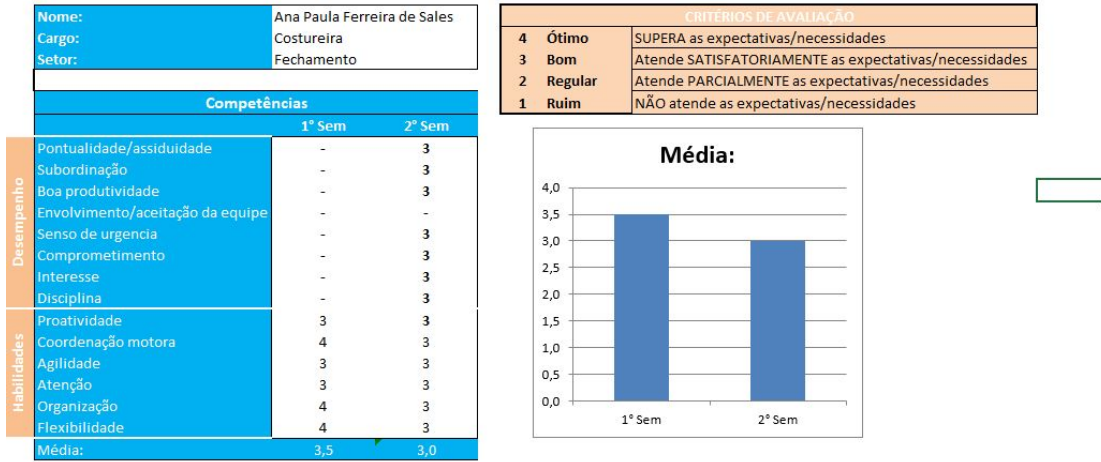 Nome: Ana Paula Ferreira de Sales
Cargo: Costureira
Setor: Fechamento
Competências
1° Sem 2° Sem
Desempenho
Pontualidade/assiduidade - 3
Subordinação - 3
Boa produtividade - 3
Envolvimento/aceitação da equipe - -
Senso de urgencia - 3
Comprometimento - 3
Interesse - 3
Disciplina - 3
Habilidades
Proatividade 3 3
Coordenação motora 4 3
Agilidade 3 3
Atenção 3 3
Organização 4 3
Flexibilidade 4 3
Média: 3,5 3,0
CRITÉRIOS DE AVALIAÇÃO
4 Ótimo SUPERA as expectativas/necessidades
3 Bom Atende SATISFATORIAMENTE as expectativas/necessidades
2 Regular Atende PARCIALMENTE as expectativas/necessidades
1 Ruim NÃO atende as expectativas/necessidades
Média:
4,0
3,5
3,0
2,5
2,0
1,5
1,0
0,5
0,0
1° Sem 2° Sem